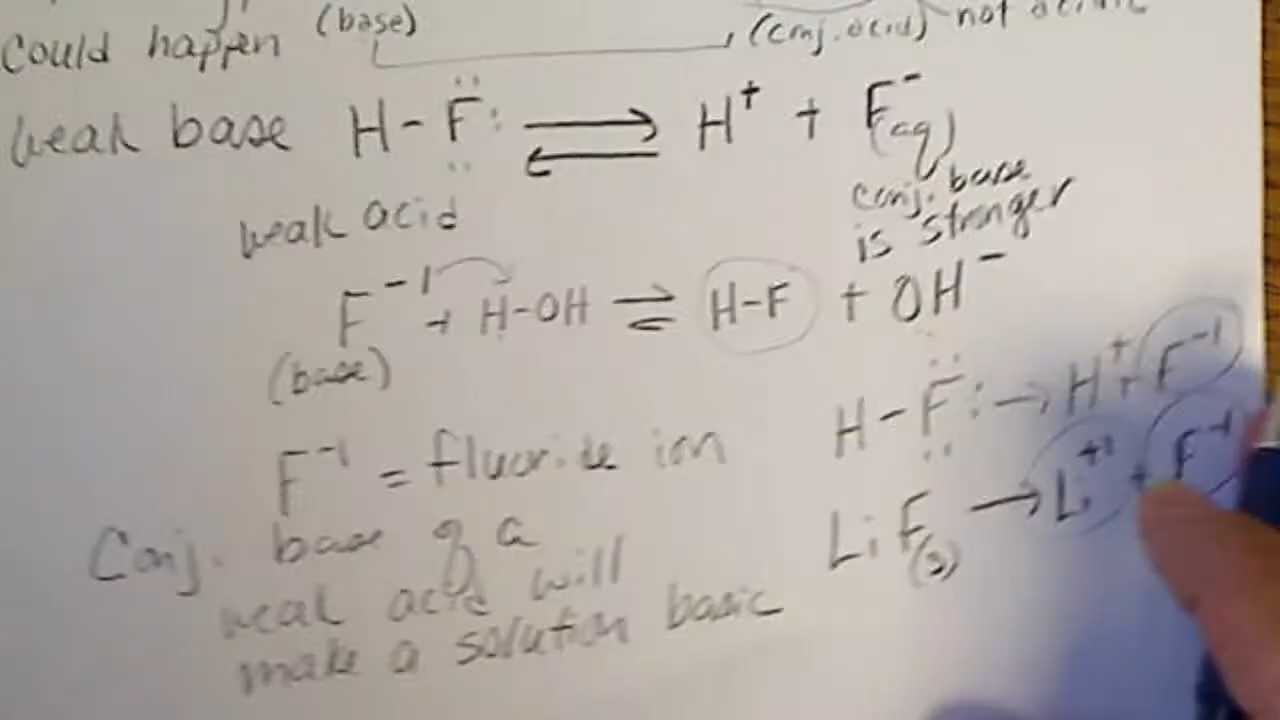 Could happen (base) (conj. acid) not
weak base H-F: ⇌ H+ + F-(aq)
weak acid conj. base
is stronger
F-1 + H-OH ⇌ H-F + OH-
(base)
H-F: → H+ + F-1
F-1 = fluoride ion
LiF(s) → Li+1 + F-1
Conj. base of a
weak acid will
make a solution basic